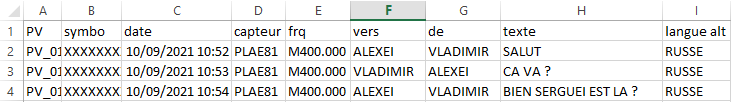 A B C D E F G H I
1 PV symbo date capteur frq vers de texte langue alt
2 PV_01 XXXXXXX 10/09/2021 10:52 PLAE81 M400.000 ALEXEI VLADIMIR SALUT RUSSE
3 PV_01 XXXXXXX 10/09/2021 10:53 PLAE81 M400.000 VLADIMIR ALEXEI CA VA ? RUSSE
4 PV_01 XXXXXXX 10/09/2021 10:54 PLAE81 M400.000 ALEXEI VLADIMIR BIEN SERGUEI EST LA ? RUSSE